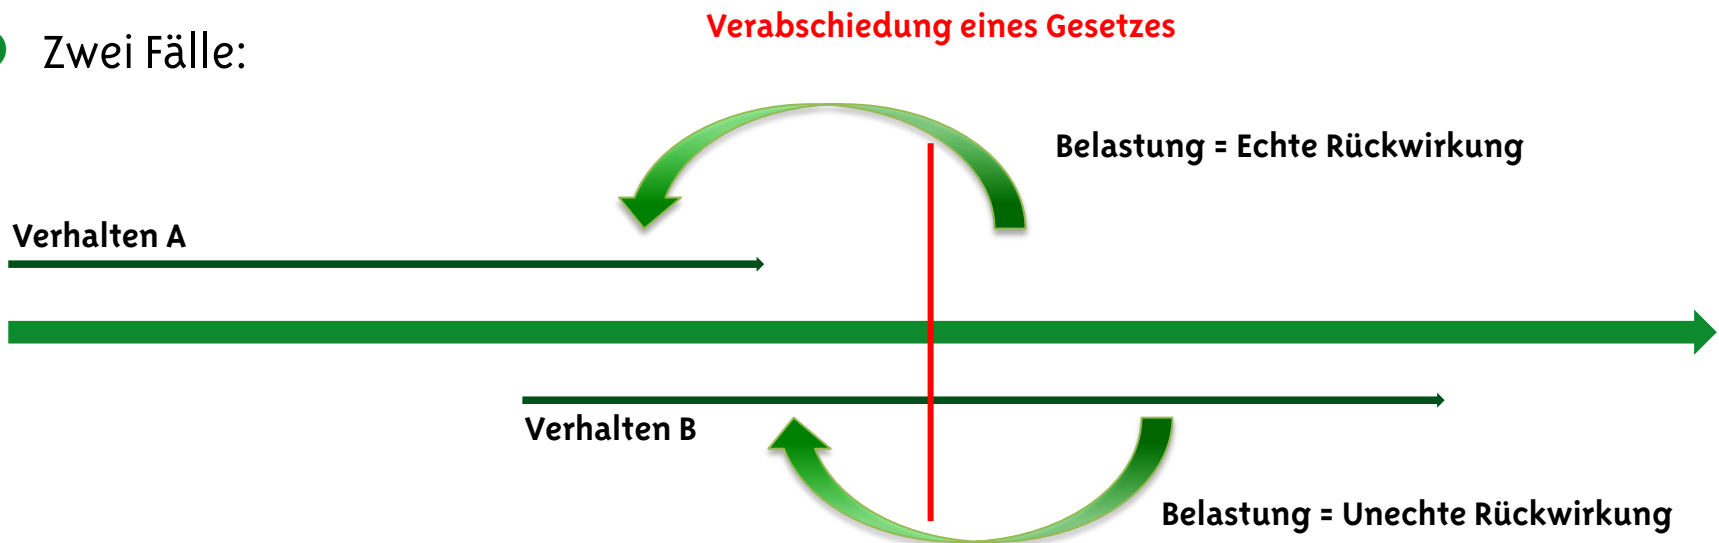 Verabschiedung eines Gesetzes
Zwei Fälle:
Belastung = Echte Rückwirkung
Verhalten A
Verhalten B
Belastung = Unechte Rückwirkung